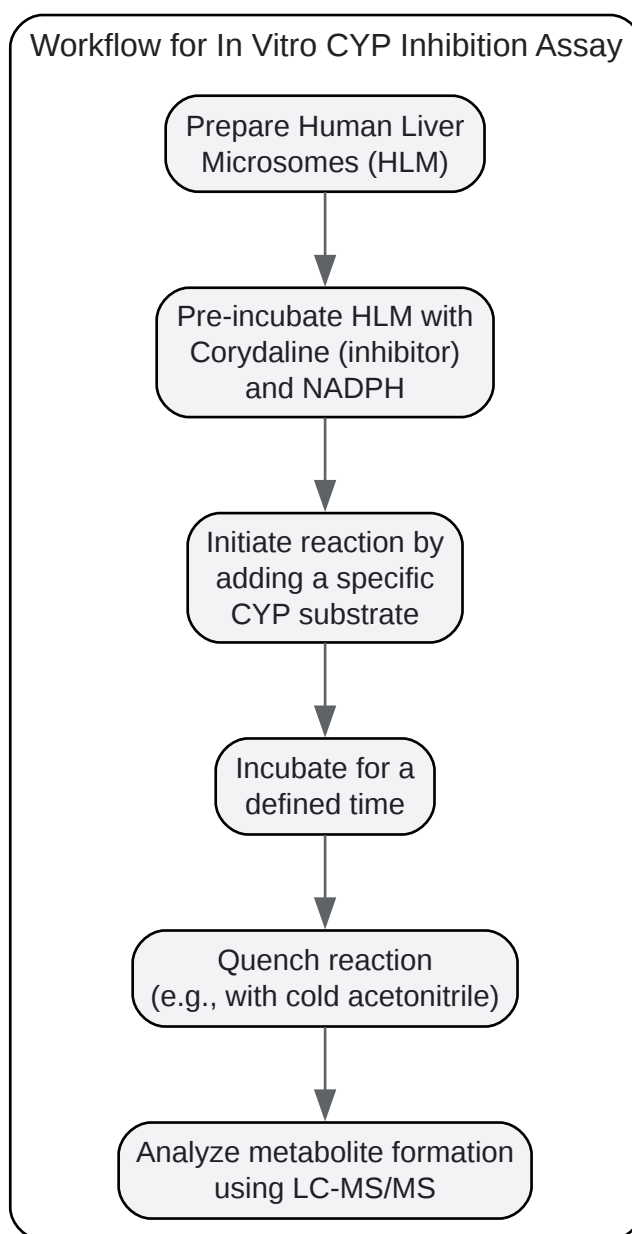 Workflow for In Vitro CYP Inhibition Assay
Prepare Human Liver
Microsomes (HLM)
Pre-incubate HLM with
Corydaline (inhibitor)
and NADPH
Initiate reaction by
adding a specific
CYP substrate
Incubate for a
defined time
Quench reaction
(e.g., with cold acetonitrile)
Analyze metabolite formation
using LC-MS/MS